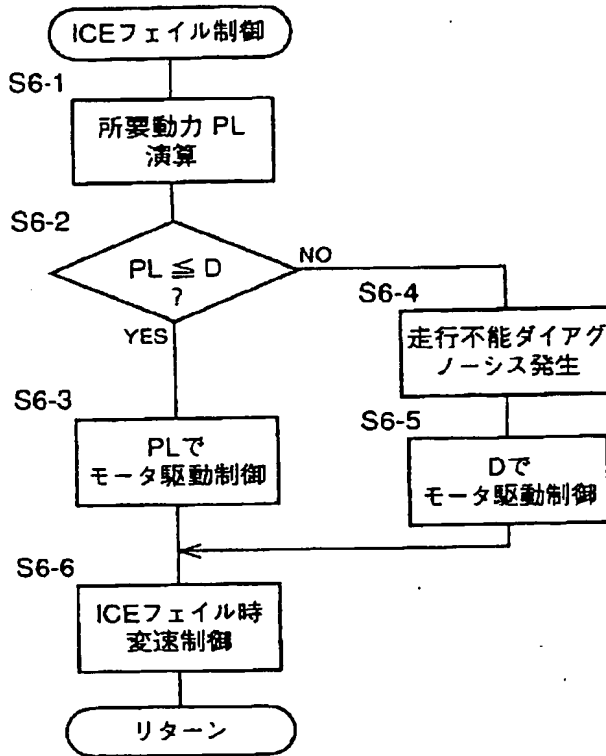 ICEフェイル制御
S6-1
所要動力 PL
演算
S6-2
PL ≦ D
?
NO
YES
S6-4
走行不能ダイアグ
ノーシス発生
S6-3
PLで
モータ駆動制御
S6-5
Dで
モータ駆動制御
S6-6
ICEフェイル時
変速制御
リターン